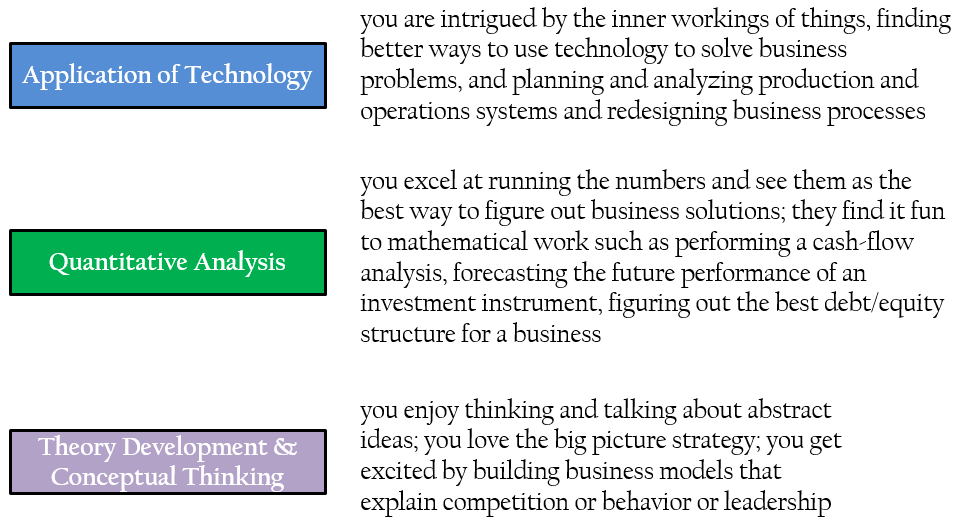 Application of Technology
you are intrigued by the inner workings of things, finding
better ways to use technology to solve business
problems, and planning and analyzing production and
operations systems and redesigning business processes
Quantitative Analysis
you excel at running the numbers and see them as the
best way to figure out business solutions; they find it fun
to mathematical work such as performing a cash-flow
analysis, forecasting the future performance of an
investment instrument, figuring out the best debt/equity
structure for a business
Theory Development &
Conceptual Thinking
you enjoy thinking and talking about abstract
ideas; you love the big picture strategy; you get
excited by building business models that
explain competition or behavior or leadership